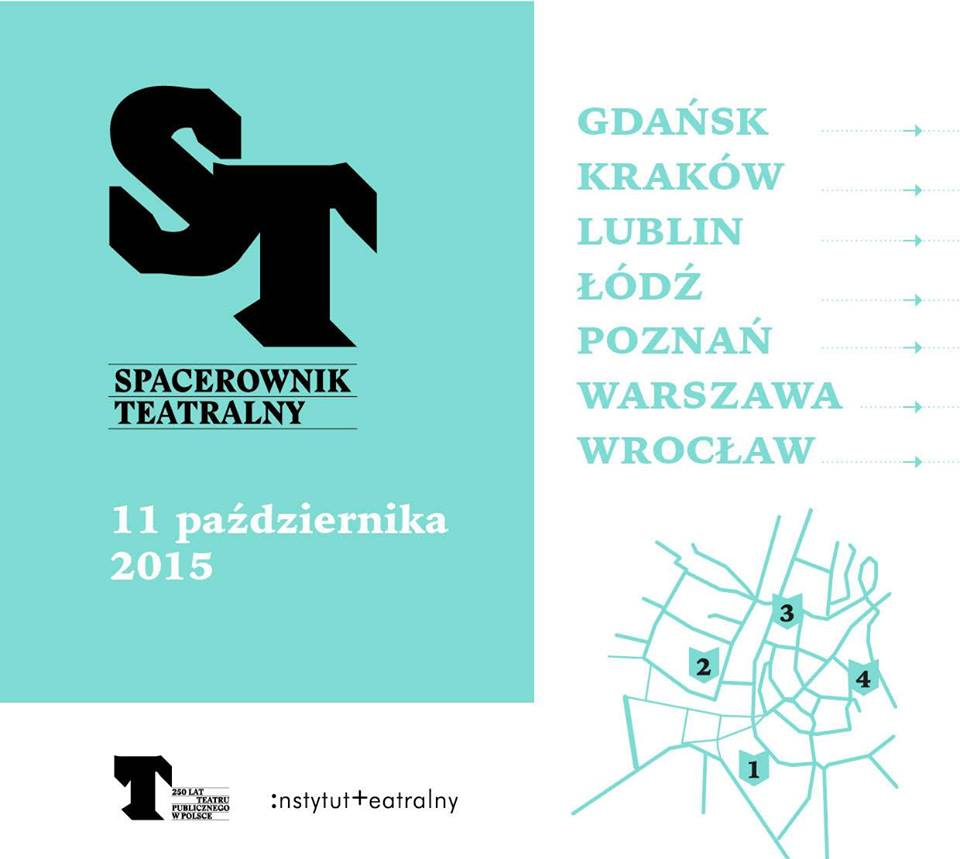 ST
SPACEROWNIK
TEATRALNY
11 października
2015
GDAŃSK
KRAKÓW
LUBLIN
ŁÓDŹ
POZNAŃ
WARSZAWA
WROCŁAW
3
2
4
1
T
250 LAT
TEATRU
PUBLICZNEGO
W POLSCE
:nstytut+eatralny